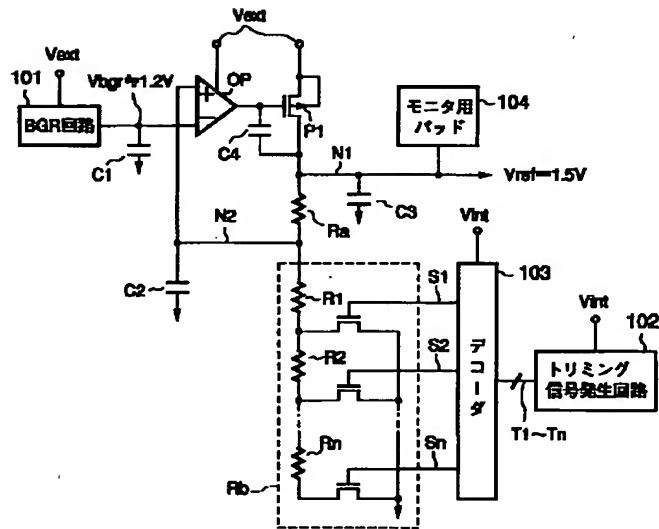 Vext
Vext
101
Vbgr≒1.2V
OP
BGR回路
P1
モニタ用
パッド
104
C4
C1
N1
Vref=1.5V
C3
Ra
N2
Vint
103
C2
R1
S1
Vint
102
R2
S2
デコーダ
トリミング
信号発生回路
T1~Tn
Rn
Sn
Rb